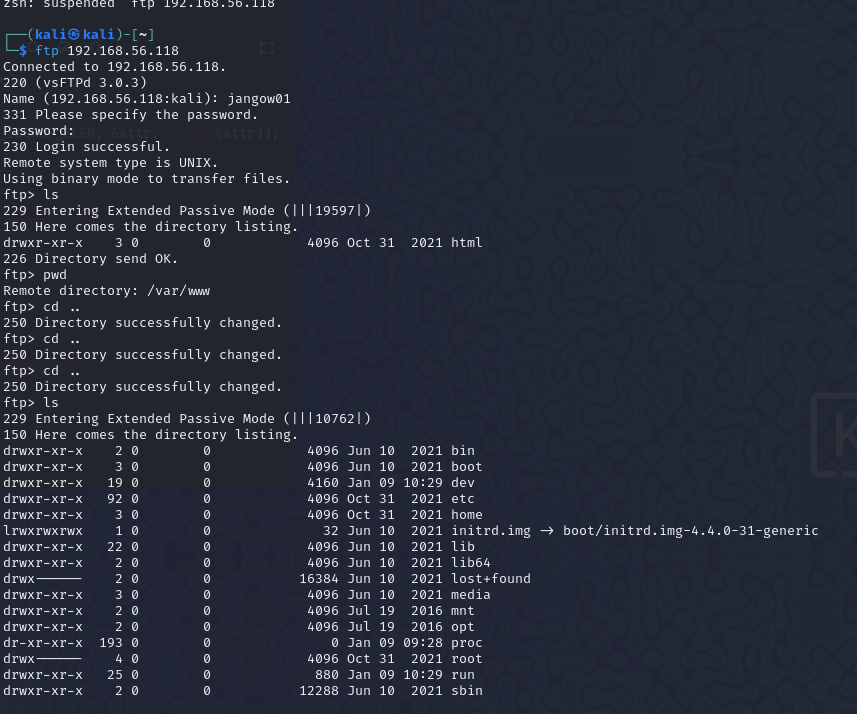 zsh: suspended  ftp 192.168.56.118
┌──(kali㉿kali)-[~]
└─$ ftp 192.168.56.118
Connected to 192.168.56.118.
220 (vsFTPd 3.0.3)
Name (192.168.56.118:kali): jangow01
331 Please specify the password.
Password:
230 Login successful.
Remote system type is UNIX.
Using binary mode to transfer files.
ftp> ls
229 Entering Extended Passive Mode (|||19597|)
150 Here comes the directory listing.
drwxr-xr-x    3 0        0            4096 Oct 31  2021 html
226 Directory send OK.
ftp> pwd
Remote directory: /var/www
ftp> cd ..
250 Directory successfully changed.
ftp> cd ..
250 Directory successfully changed.
ftp> cd ..
250 Directory successfully changed.
ftp> ls
229 Entering Extended Passive Mode (|||10762|)
150 Here comes the directory listing.
drwxr-xr-x    2 0        0            4096 Jun 10  2021 bin
drwxr-xr-x    3 0        0            4096 Jun 10  2021 boot
drwxr-xr-x   19 0        0            4160 Jan 09 10:29 dev
drwxr-xr-x   92 0        0            4096 Oct 31  2021 etc
drwxr-xr-x    3 0        0            4096 Oct 31  2021 home
lrwxrwxrwx    1 0        0              32 Jun 10  2021 initrd.img -> boot/initrd.img-4.4.0-31-generic
drwxr-xr-x   22 0        0            4096 Jun 10  2021 lib
drwxr-xr-x    2 0        0            4096 Jun 10  2021 lib64
drwx------    2 0        0           16384 Jun 10  2021 lost+found
drwxr-xr-x    3 0        0            4096 Jun 10  2021 media
drwxr-xr-x    2 0        0            4096 Jul 19  2016 mnt
drwxr-xr-x    2 0        0            4096 Jul 19  2016 opt
dr-xr-xr-x  193 0        0               0 Jan 09 09:28 proc
drwx------    4 0        0            4096 Oct 31  2021 root
drwxr-xr-x   25 0        0             880 Jan 09 10:29 run
drwxr-xr-x    2 0        0           12288 Jun 10  2021 sbin